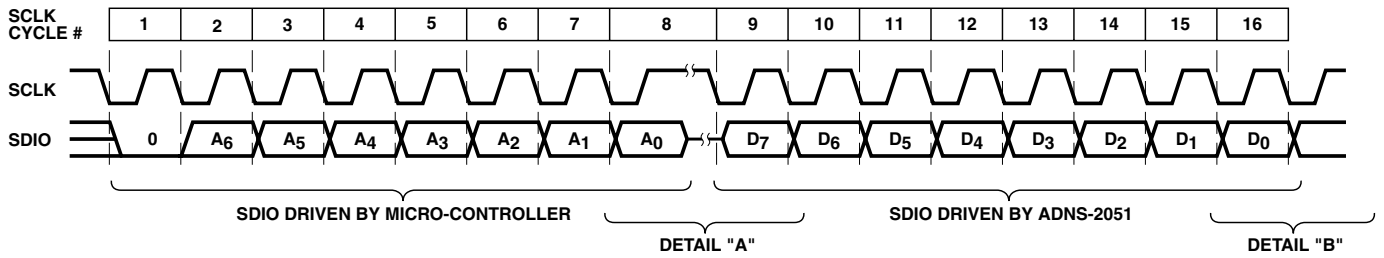 SCLK
CYCLE #
1 2 3 4 5 6 7 8 9 10 11 12 13 14 15 16
SCLK
SDIO
0 A6 A5 A4 A3 A2 A1 A0 D7 D6 D5 D4 D3 D2 D1 D0
SDIO DRIVEN BY MICRO-CONTROLLER SDIO DRIVEN BY ADNS-2051
DETAIL "A" DETAIL "B"